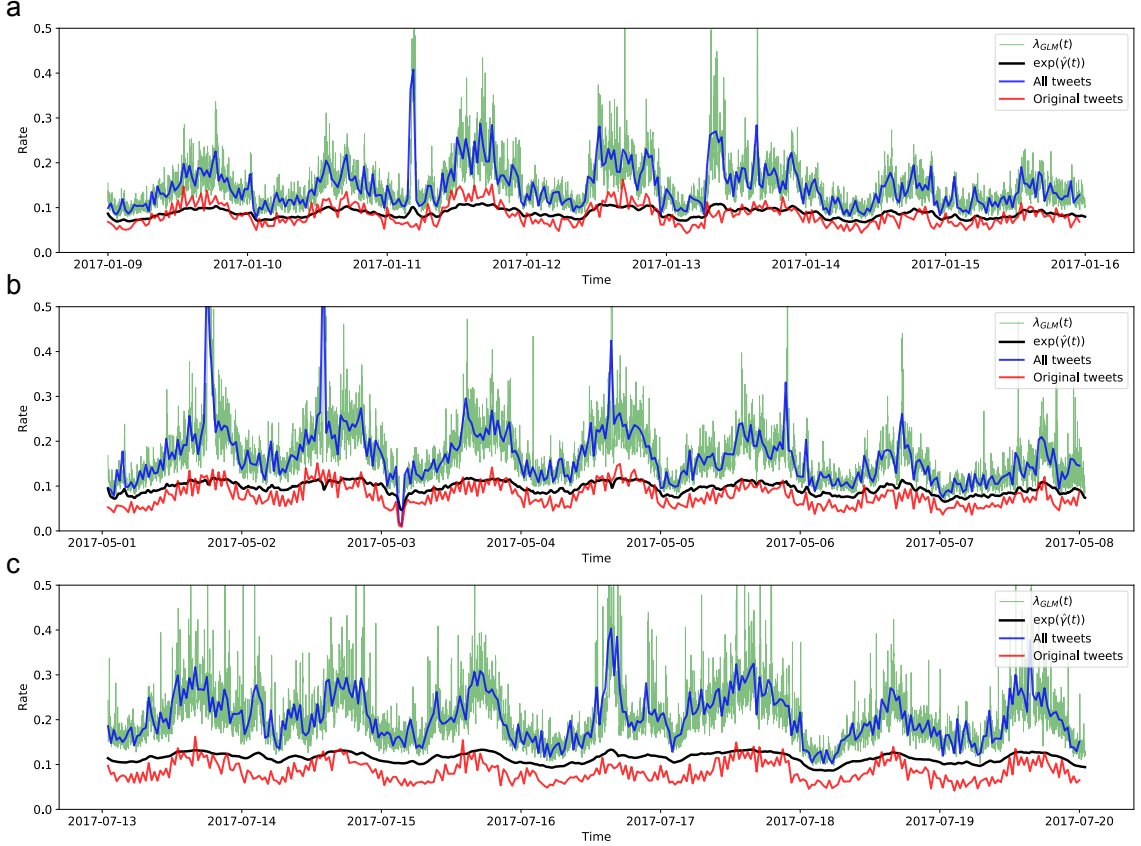 a
0.5
0.4
0.3
0.2
0.1
0.0
Rate
λGLM(t)
exp(γ̂(t))
All tweets
Original tweets
2017-01-09 2017-01-10 2017-01-11 2017-01-12 2017-01-13 2017-01-14 2017-01-15 2017-01-16
Time
b
0.5
0.4
0.3
0.2
0.1
0.0
Rate
λGLM(t)
exp(γ̂(t))
All tweets
Original tweets
2017-05-01 2017-05-02 2017-05-03 2017-05-04 2017-05-05 2017-05-06 2017-05-07 2017-05-08
Time
c
0.5
0.4
0.3
0.2
0.1
0.0
Rate
λGLM(t)
exp(γ̂(t))
All tweets
Original tweets
2017-07-13 2017-07-14 2017-07-15 2017-07-16 2017-07-17 2017-07-18 2017-07-19 2017-07-20
Time